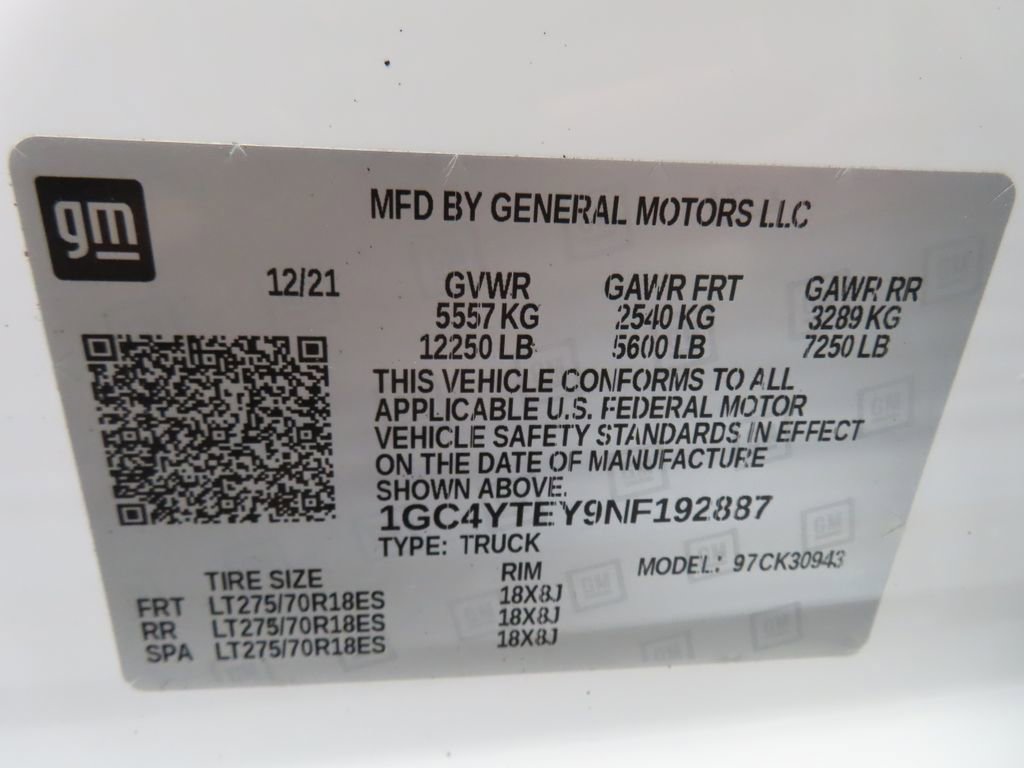 gm
MFD BY GENERAL MOTORS LLC
12/21 GVWR GAWR FRT GAWR RR
5557 KG 2540 KG 3289 KG
12250 LB 5600 LB 7250 LB
THIS VEHICLE CONFORMS TO ALL
APPLICABLE U.S. FEDERAL MOTOR
VEHICLE SAFETY STANDARDS IN EFFECT
ON THE DATE OF MANUFACTURE
SHOWN ABOVE.
1GC4YTEY9NF192887
TYPE: TRUCK MODEL: 97CK30943
TIRE SIZE RIM
FRT LT275/70R18ES 18X8J
RR LT275/70R18ES 18X8J
SPA LT275/70R18ES 18X8J